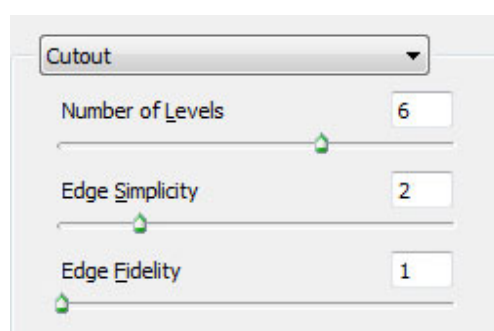 Cutout
Number of Levels 6
Edge Simplicity 2
Edge Fidelity 1